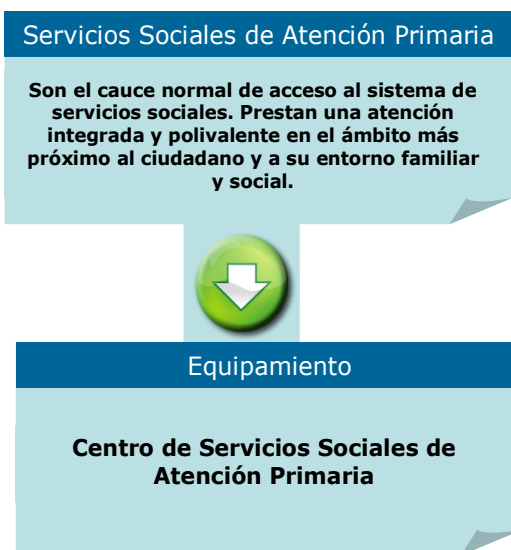 Servicios Sociales de Atención Primaria
Son el cauce normal de acceso al sistema de
servicios sociales. Prestan una atención
integrada y polivalente en el ámbito más
próximo al ciudadano y a su entorno familiar
y social.
Equipamiento
Centro de Servicios Sociales de
Atención Primaria